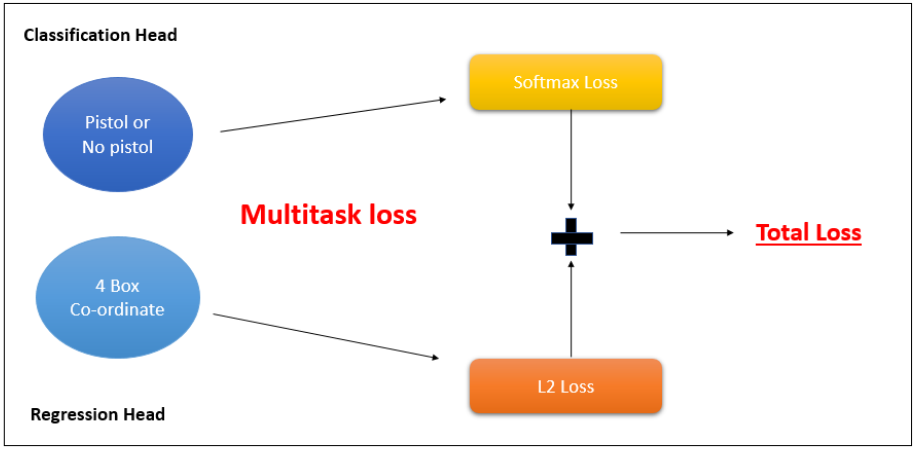 Classification Head
Pistol or
No pistol
Softmax Loss
Multitask loss
Total Loss
4 Box
Co-ordinate
L2 Loss
Regression Head